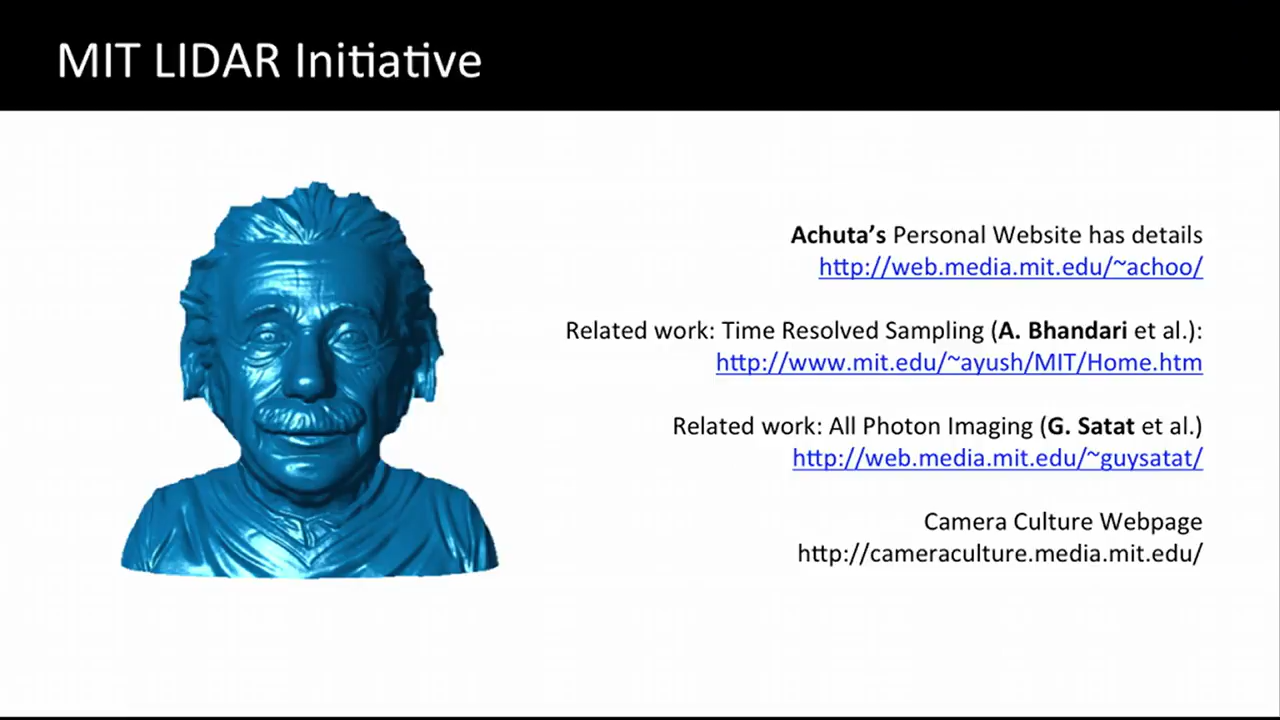 MIT LIDAR Initiative
Achuta's Personal Website has details
http://web.media.mit.edu/~achoo/
Related work: Time Resolved Sampling (A. Bhandari et al.):
http://www.mit.edu/~ayush/MIT/Home.htm
Related work: All Photon Imaging (G. Satat et al.)
http://web.media.mit.edu/~guysatat/
Camera Culture Webpage
http://cameraculture.media.mit.edu/